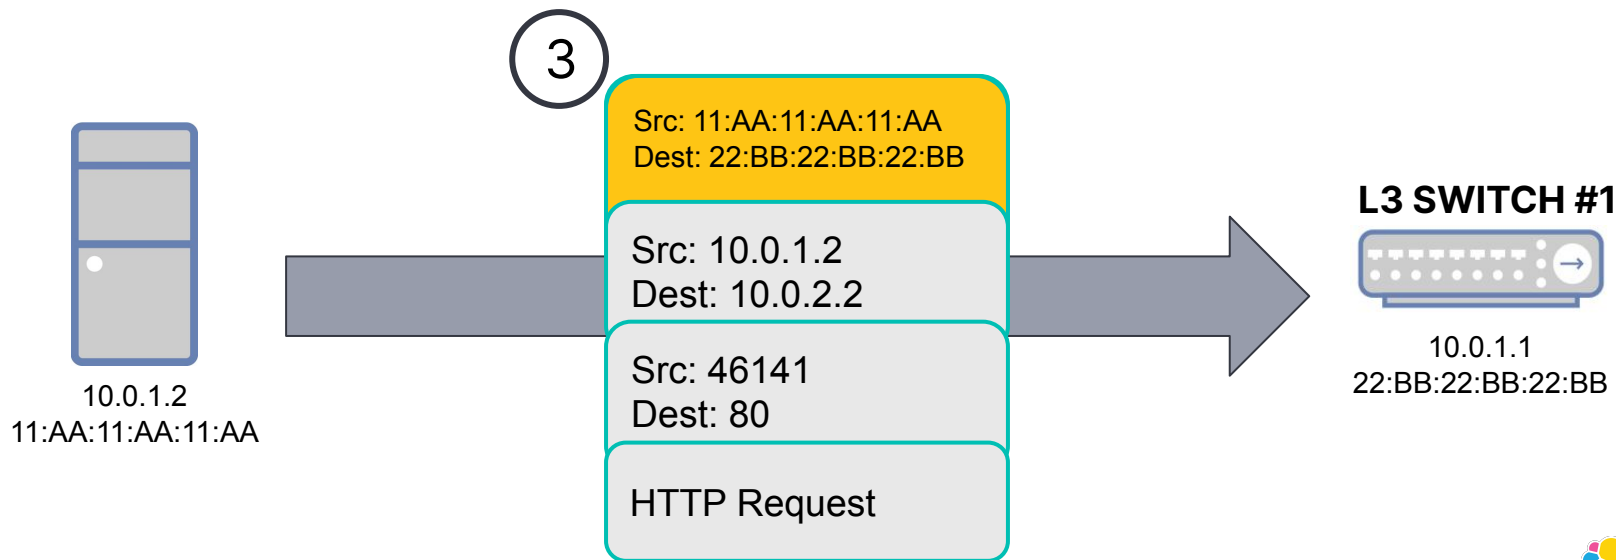 3
Src: 11:AA:11:AA:11:AA
Dest: 22:BB:22:BB:22:BB
Src: 10.0.1.2
Dest: 10.0.2.2
Src: 46141
Dest: 80
HTTP Request
10.0.1.2
11:AA:11:AA:11:AA
L3 SWITCH #1
10.0.1.1
22:BB:22:BB:22:BB